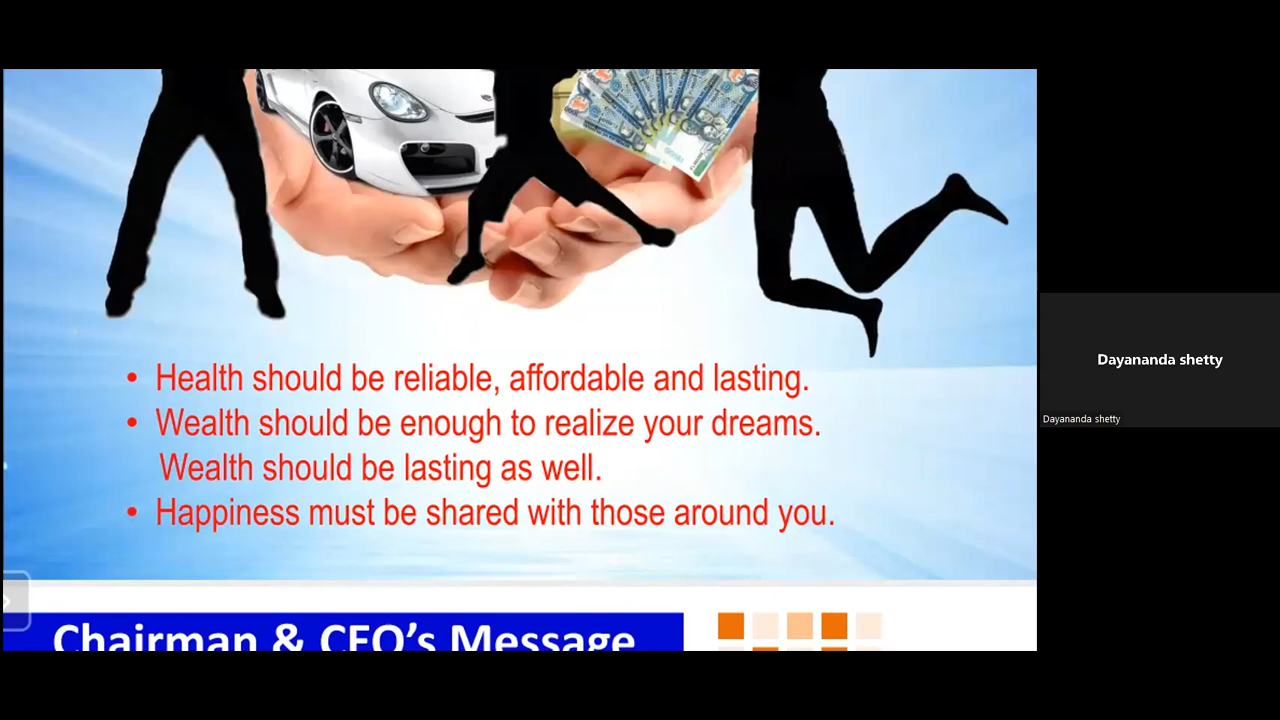 • Health should be reliable, affordable and lasting.
• Wealth should be enough to realize your dreams.
Wealth should be lasting as well.
• Happiness must be shared with those around you.
Chairman & CEO's Message
Dayananda shetty
Dayananda shetty